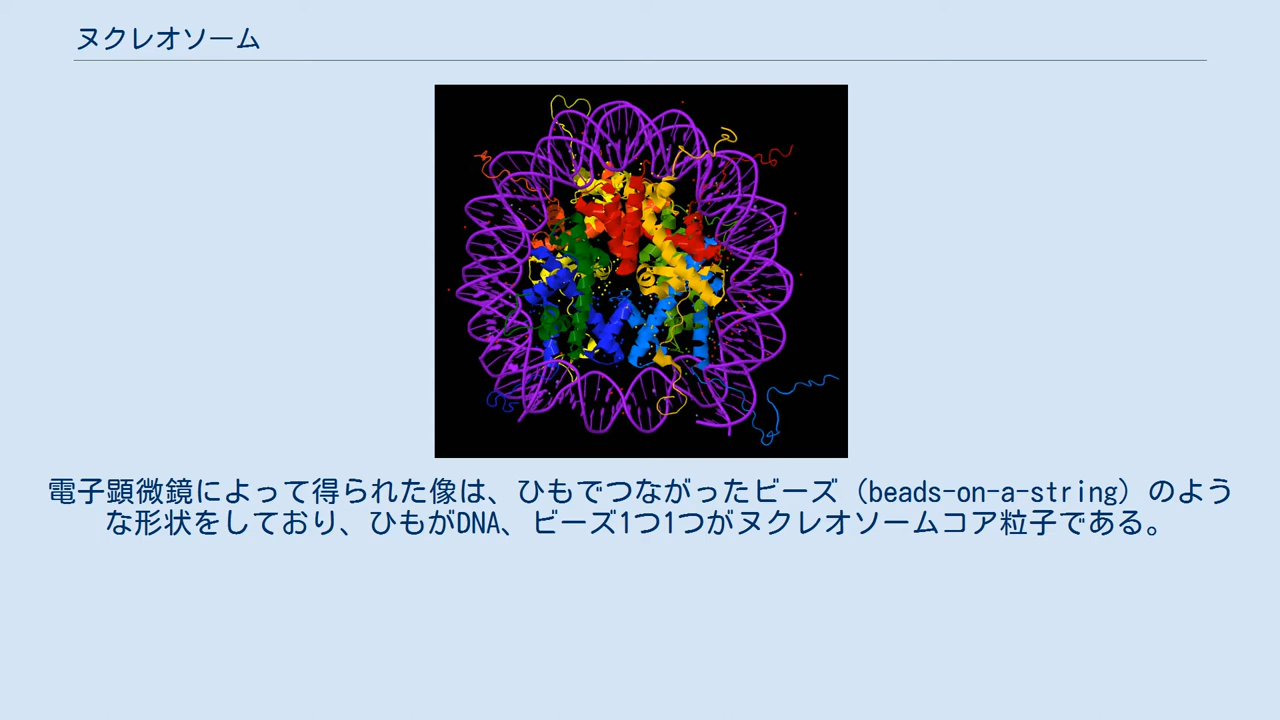 ヌクレオソーム
電子顕微鏡によって得られた像は、ひもでつながったビーズ（beads-on-a-string）のよう
な形状をしており、ひもがDNA、ビーズ1つ1つがヌクレオソームコア粒子である。